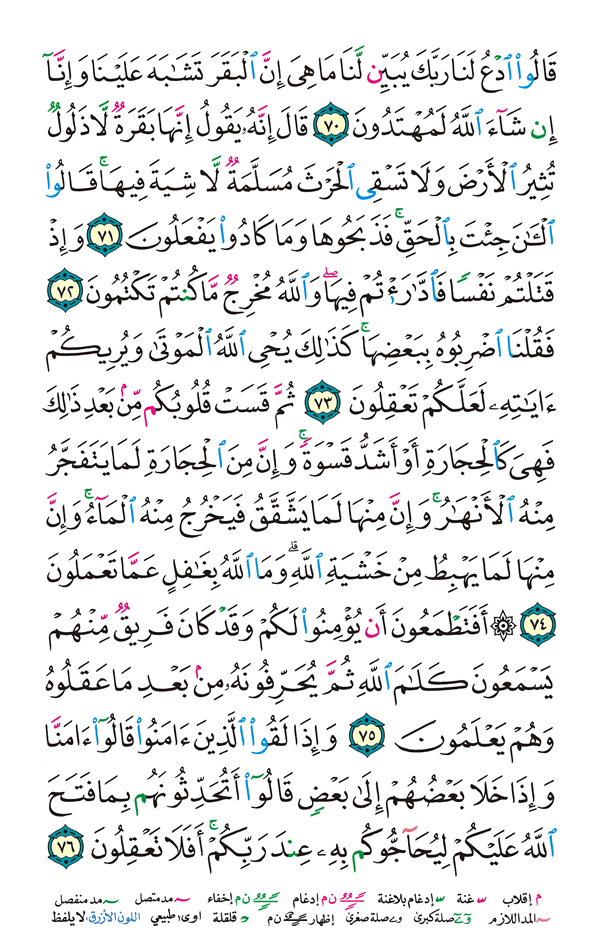 قَالُوا۟ ٱدْعُ لَنَا رَبَّكَ يُبَيِّن لَّنَا مَا هِىَ إِنَّ ٱلْبَقَرَ تَشَـٰبَهَ عَلَيْنَا وَإِنَّآ
إِن شَآءَ ٱللَّهُ لَمُهْتَدُونَ ٧٠ قَالَ إِنَّهُۥ يَقُولُ إِنَّهَا بَقَرَةٌ لَّا ذَلُولٌ
تُثِيرُ ٱلْأَرْضَ وَلَا تَسْقِى ٱلْحَرْثَ مُسَلَّمَةٌ لَّا شِيَةَ فِيهَا ۚ قَالُوا۟
ٱلْـَٔـٰنَ جِئْتَ بِٱلْحَقِّ ۚ فَذَبَحُوهَا وَمَا كَادُوا۟ يَفْعَلُونَ ٧١ وَإِذْ
قَتَلْتُمْ نَفْسًا فَٱدَّٰرَْٰٔتُمْ فِيهَا ۖ وَٱللَّهُ مُخْرِجٌ مَّا كُنتُمْ تَكْتُمُونَ ٧٢
فَقُلْنَا ٱضْرِبُوهُ بِبَعْضِهَا ۚ كَذَٰلِكَ يُحْىِ ٱللَّهُ ٱلْمَوْتَىٰ وَيُرِيكُمْ
ءَايَـٰتِهِۦ لَعَلَّكُمْ تَعْقِلُونَ ٧٣ ثُمَّ قَسَتْ قُلُوبُكُم مِّنۢ بَعْدِ ذَٰلِكَ
فَهِىَ كَٱلْحِجَارَةِ أَوْ أَشَدُّ قَسْوَةً ۚ وَإِنَّ مِنَ ٱلْحِجَارَةِ لَمَا يَتَفَجَّرُ
مِنْهُ ٱلْأَنْهَـٰرُ ۚ وَإِنَّ مِنْهَا لَمَا يَشَّقَّقُ فَيَخْرُجُ مِنْهُ ٱلْمَآءُ ۚ وَإِنَّ
مِنْهَا لَمَا يَهْبِطُ مِنْ خَشْيَةِ ٱللَّهِ ۗ وَمَا ٱللَّهُ بِغَـٰفِلٍ عَمَّا تَعْمَلُونَ
٧٤ ۞ أَفَتَطْمَعُونَ أَن يُؤْمِنُوا۟ لَكُمْ وَقَدْ كَانَ فَرِيقٌ مِّنْهُمْ
يَسْمَعُونَ كَلَـٰمَ ٱللَّهِ ثُمَّ يُحَرِّفُونَهُۥ مِنۢ بَعْدِ مَا عَقَلُوهُ
وَهُمْ يَعْلَمُونَ ٧٥ وَإِذَا لَقُوا۟ ٱلَّذِينَ ءَامَنُوا۟ قَالُوٓا۟ ءَامَنَّا
وَإِذَا خَلَا بَعْضُهُمْ إِلَىٰ بَعْضٍ قَالُوٓا۟ أَتُحَدِّثُونَهُم بِمَا فَتَحَ
ٱللَّهُ عَلَيْكُمْ لِيُحَآجُّوكُم بِهِۦ عِندَ رَبِّكُمْ ۚ أَفَلَا تَعْقِلُونَ ٧٦
م إقلاب غنة إدغام بلاغنة ن م إدغام ن م إخفاء مد متصل مد منفصل
المد اللازم صلة كبرى صلة صغرى إظهار ن م قلقلة اوى طبيعي اللون الأزرق: لا يلفظ